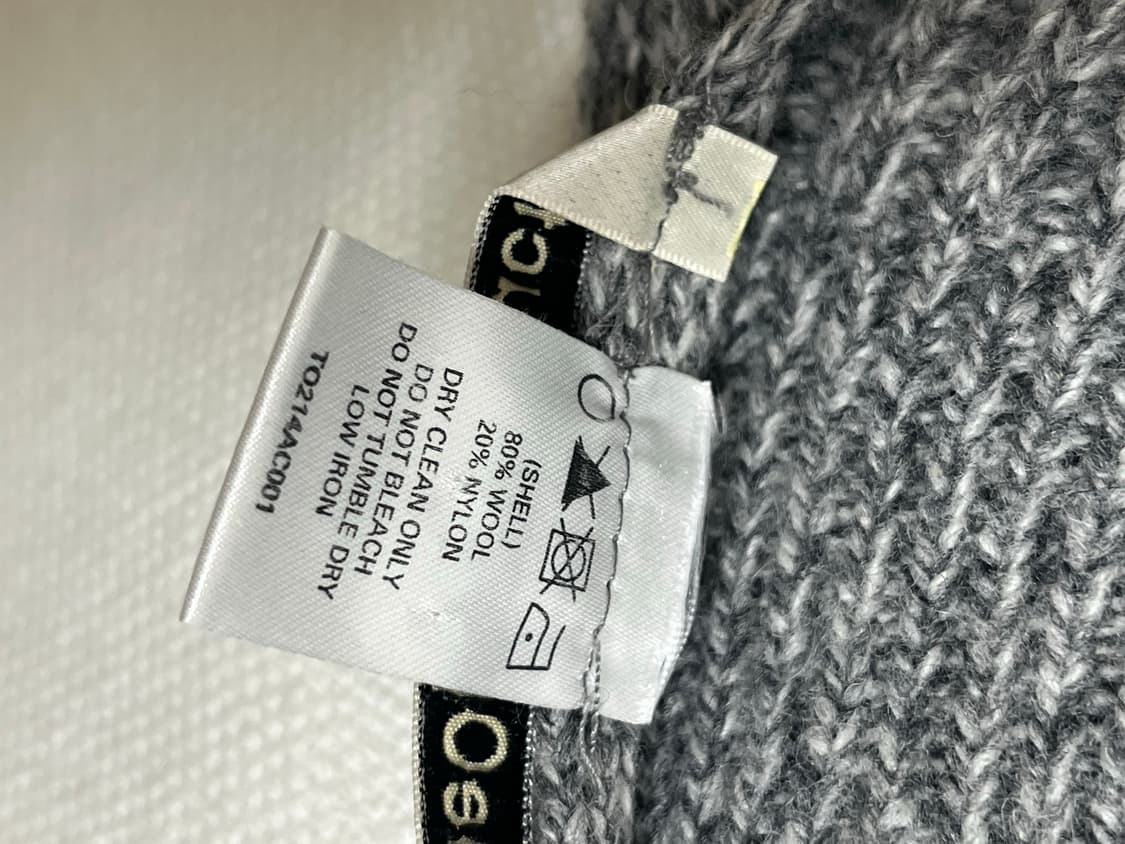 (SHELL)
80% WOOL
20% NYLON
DRY CLEAN ONLY
DO NOT BLEACH
DO NOT TUMBLE DRY
LOW IRON
TO214AC001